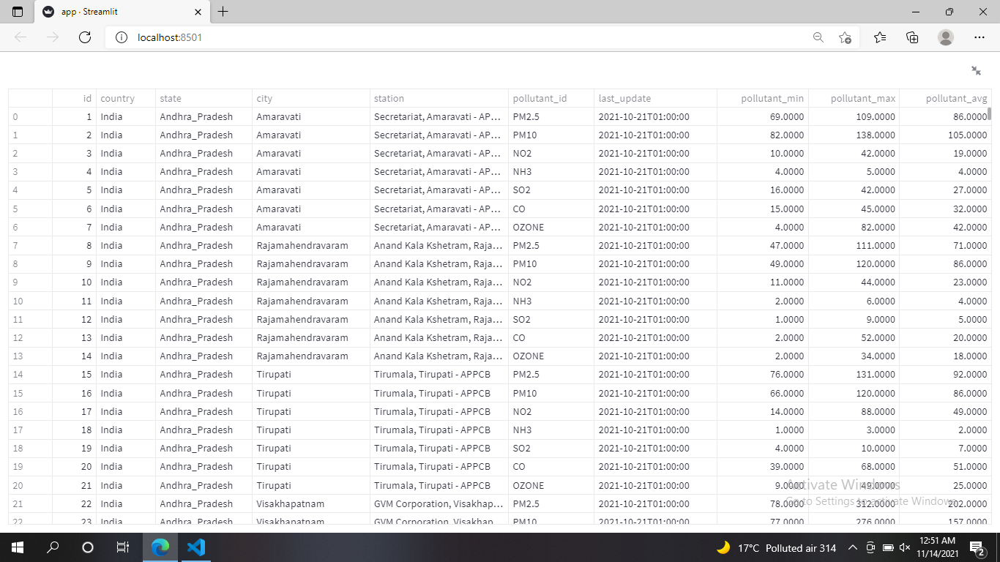 app · Streamlit
localhost:8501
id country state city station pollutant_id last_update pollutant_min pollutant_max pollutant_avg
0 1 India Andhra_Pradesh Amaravati Secretariat, Amaravati - AP... PM2.5 2021-10-21T01:00:00 69.0000 109.0000 86.0000
1 2 India Andhra_Pradesh Amaravati Secretariat, Amaravati - AP... PM10 2021-10-21T01:00:00 82.0000 138.0000 105.0000
2 3 India Andhra_Pradesh Amaravati Secretariat, Amaravati - AP... NO2 2021-10-21T01:00:00 10.0000 42.0000 19.0000
3 4 India Andhra_Pradesh Amaravati Secretariat, Amaravati - AP... NH3 2021-10-21T01:00:00 4.0000 5.0000 4.0000
4 5 India Andhra_Pradesh Amaravati Secretariat, Amaravati - AP... SO2 2021-10-21T01:00:00 16.0000 42.0000 27.0000
5 6 India Andhra_Pradesh Amaravati Secretariat, Amaravati - AP... CO 2021-10-21T01:00:00 15.0000 45.0000 32.0000
6 7 India Andhra_Pradesh Amaravati Secretariat, Amaravati - AP... OZONE 2021-10-21T01:00:00 4.0000 82.0000 42.0000
7 8 India Andhra_Pradesh Rajamahendravaram Anand Kala Kshetram, Raja... PM2.5 2021-10-21T01:00:00 47.0000 111.0000 71.0000
8 9 India Andhra_Pradesh Rajamahendravaram Anand Kala Kshetram, Raja... PM10 2021-10-21T01:00:00 49.0000 120.0000 86.0000
9 10 India Andhra_Pradesh Rajamahendravaram Anand Kala Kshetram, Raja... NO2 2021-10-21T01:00:00 11.0000 44.0000 23.0000
10 11 India Andhra_Pradesh Rajamahendravaram Anand Kala Kshetram, Raja... NH3 2021-10-21T01:00:00 2.0000 6.0000 4.0000
11 12 India Andhra_Pradesh Rajamahendravaram Anand Kala Kshetram, Raja... SO2 2021-10-21T01:00:00 1.0000 9.0000 5.0000
12 13 India Andhra_Pradesh Rajamahendravaram Anand Kala Kshetram, Raja... CO 2021-10-21T01:00:00 2.0000 52.0000 20.0000
13 14 India Andhra_Pradesh Rajamahendravaram Anand Kala Kshetram, Raja... OZONE 2021-10-21T01:00:00 2.0000 34.0000 18.0000
14 15 India Andhra_Pradesh Tirupati Tirumala, Tirupati - APPCB PM2.5 2021-10-21T01:00:00 76.0000 131.0000 92.0000
15 16 India Andhra_Pradesh Tirupati Tirumala, Tirupati - APPCB PM10 2021-10-21T01:00:00 66.0000 120.0000 86.0000
16 17 India Andhra_Pradesh Tirupati Tirumala, Tirupati - APPCB NO2 2021-10-21T01:00:00 14.0000 88.0000 49.0000
17 18 India Andhra_Pradesh Tirupati Tirumala, Tirupati - APPCB NH3 2021-10-21T01:00:00 1.0000 3.0000 2.0000
18 19 India Andhra_Pradesh Tirupati Tirumala, Tirupati - APPCB SO2 2021-10-21T01:00:00 4.0000 10.0000 7.0000
19 20 India Andhra_Pradesh Tirupati Tirumala, Tirupati - APPCB CO 2021-10-21T01:00:00 39.0000 68.0000 51.0000
20 21 India Andhra_Pradesh Tirupati Tirumala, Tirupati - APPCB OZONE 2021-10-21T01:00:00 9.0000 49.0000 25.0000
Activate Windows
21 22 India Andhra_Pradesh Visakhapatnam GVM Corporation, Visakhap... PM2.5 2021-10-21T01:00:00 78.0000 312.0000 202.0000
Go to Settings to activate Windows.
22 23 India Andhra_Pradesh Visakhapatnam GVM Corporation, Visakhap... PM10 2021-10-21T01:00:00 77.0000 276.0000 157.0000
17°C Polluted air 314
12:51 AM
11/14/2021
2